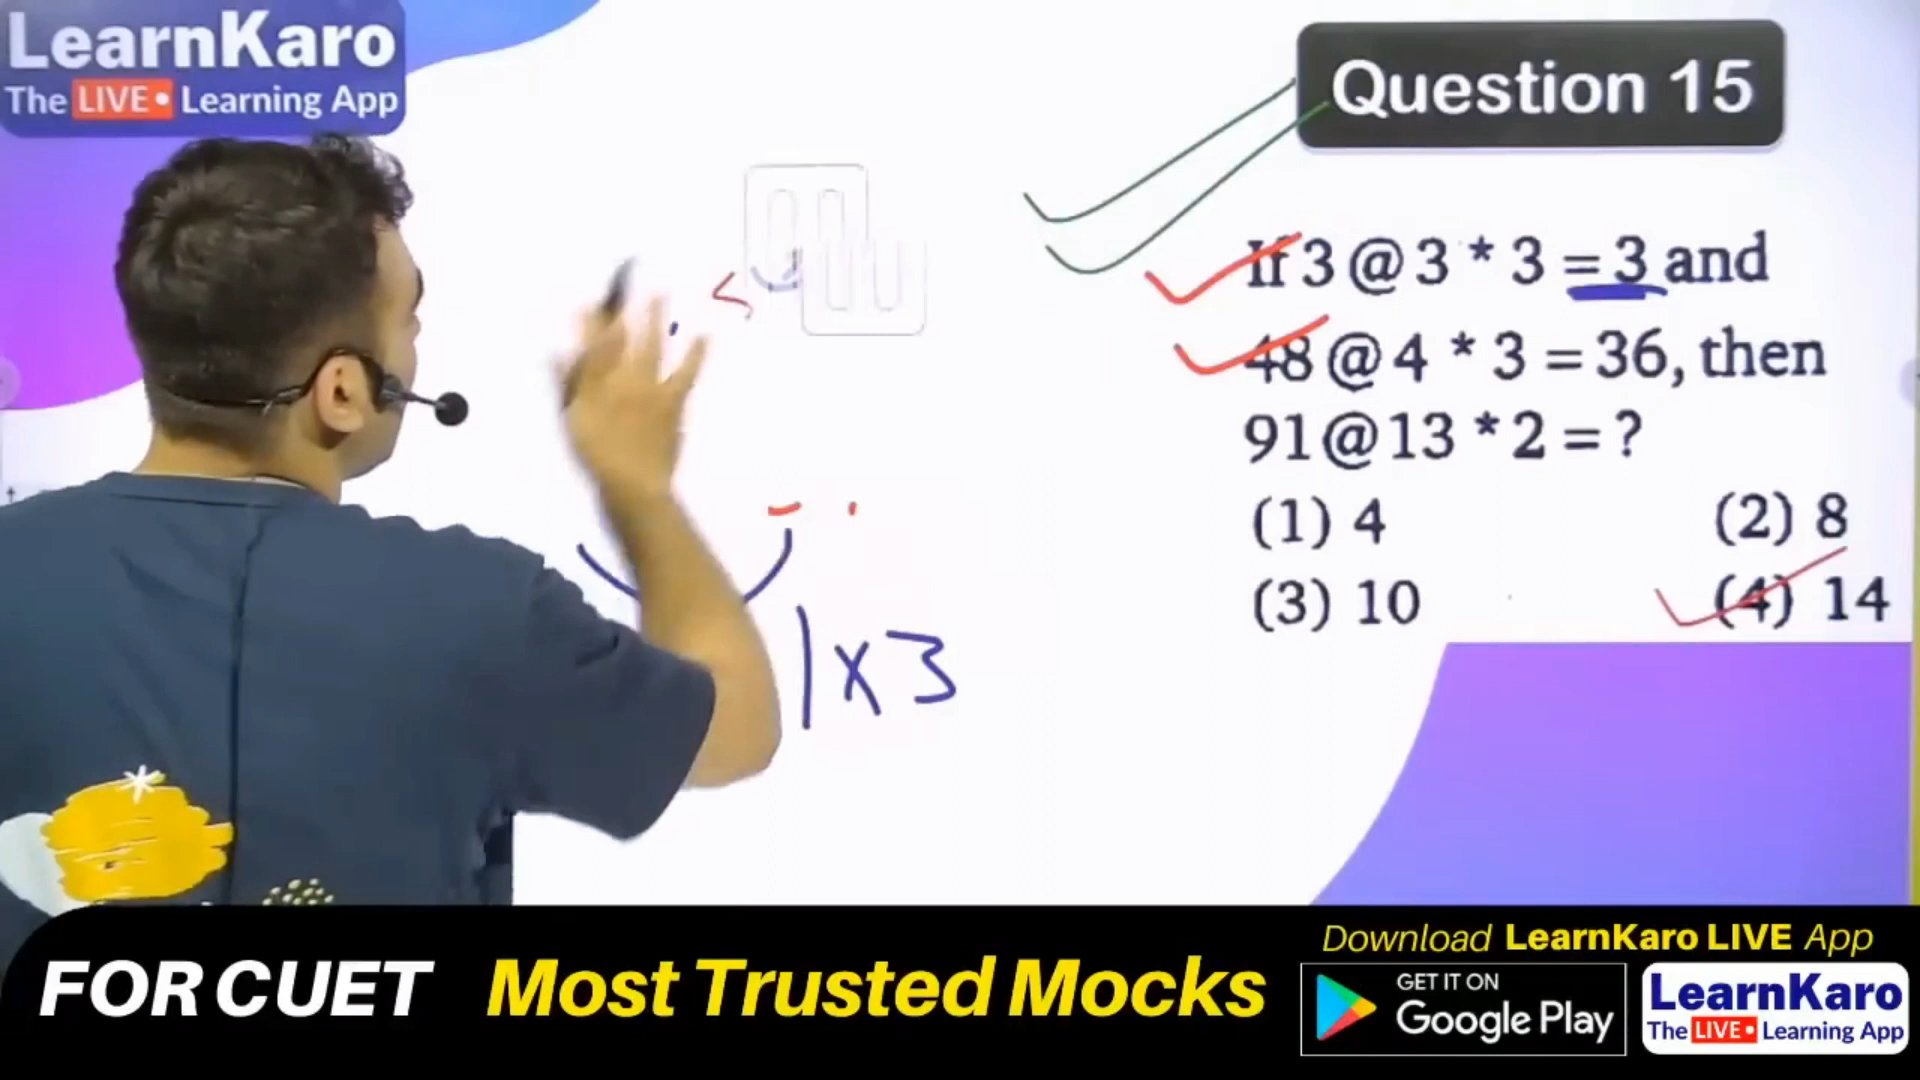 LearnKaro
The LIVE• Learning App
Question 15
If 3 @ 3 * 3 = 3 and
48 @ 4 * 3 = 36, then
91 @ 13 * 2 = ?
(1) 4
(2) 8
(3) 10
(4) 14
1 x 3
FOR CUET Most Trusted Mocks
Download LearnKaro LIVE App
GET IT ON
Google Play
LearnKaro
The LIVE• Learning App